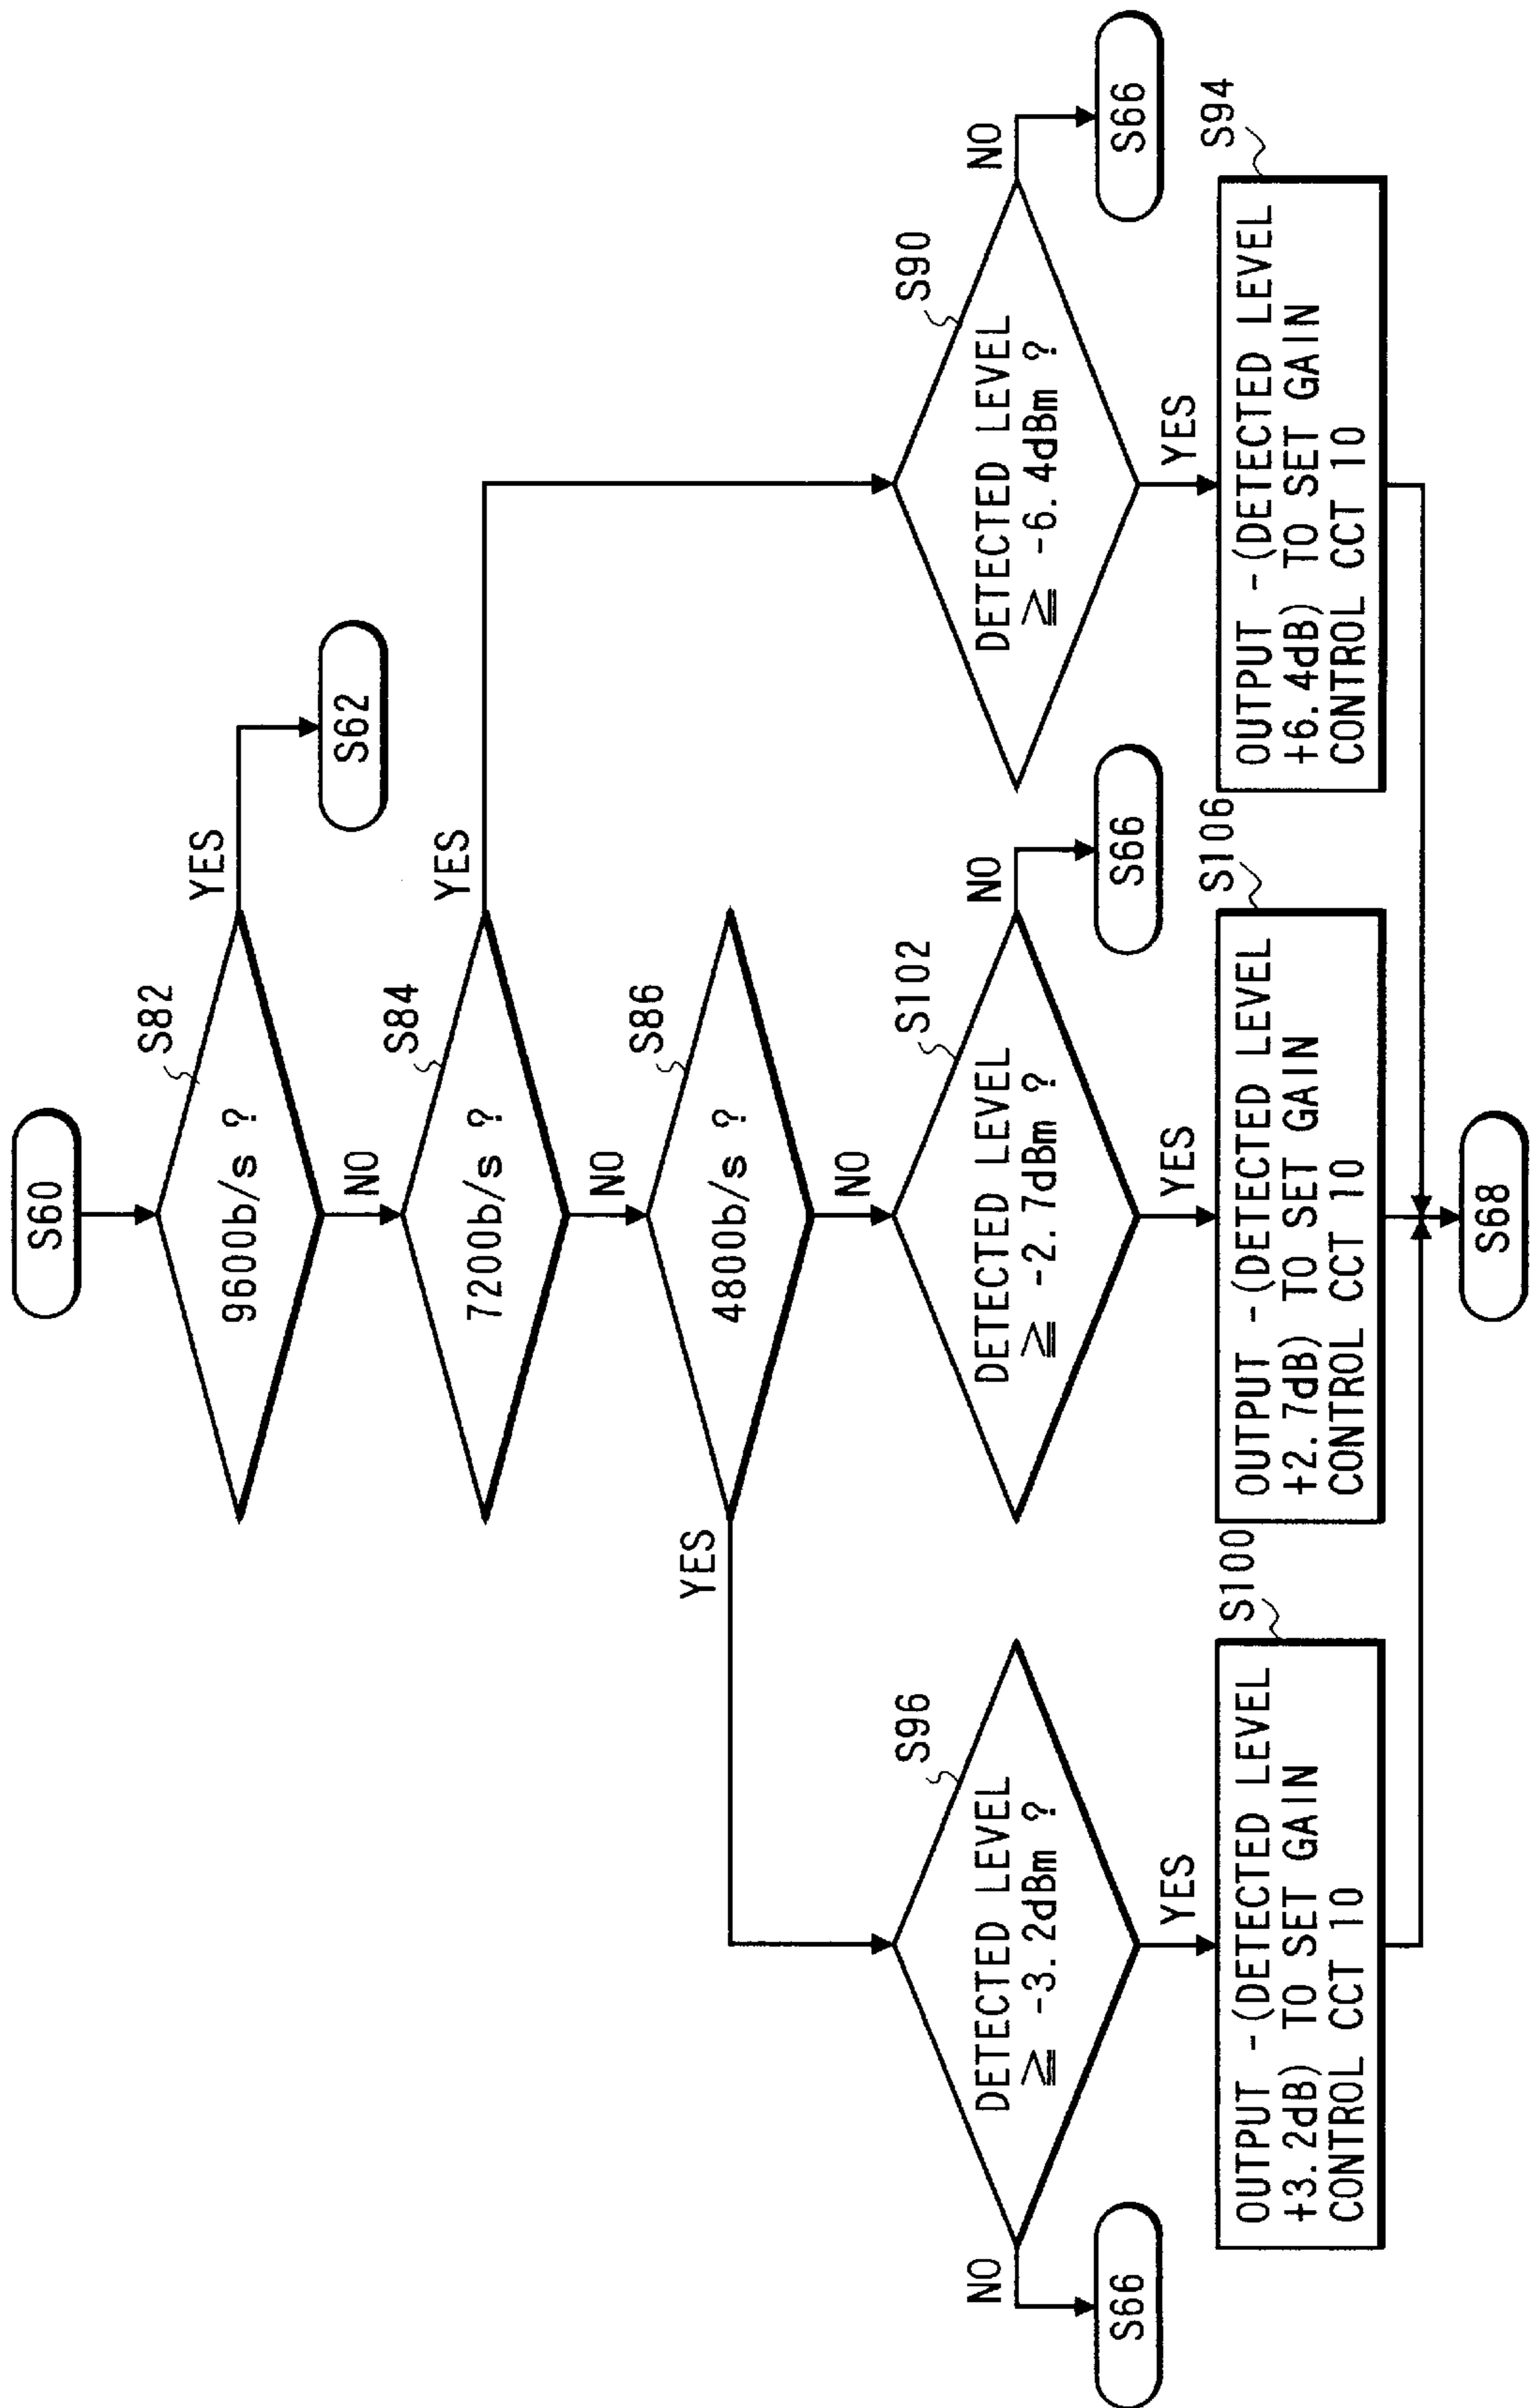 S60
S82
9600b/s ?
YES
S62
NO
S84
7200b/s ?
YES
NO
S86
4800b/s ?
YES
NO
S96
DETECTED LEVEL
≧ -3.2dBm ?
NO
S66
YES
S100
OUTPUT -(DETECTED LEVEL
+3.2dB) TO SET GAIN
CONTROL CCT 10
S102
DETECTED LEVEL
≧ -2.7dBm ?
NO
S66
YES
S106
OUTPUT -(DETECTED LEVEL
+2.7dB) TO SET GAIN
CONTROL CCT 10
S90
DETECTED LEVEL
≧ -6.4dBm ?
NO
S66
YES
S94
OUTPUT -(DETECTED LEVEL
+6.4dB) TO SET GAIN
CONTROL CCT 10
S68